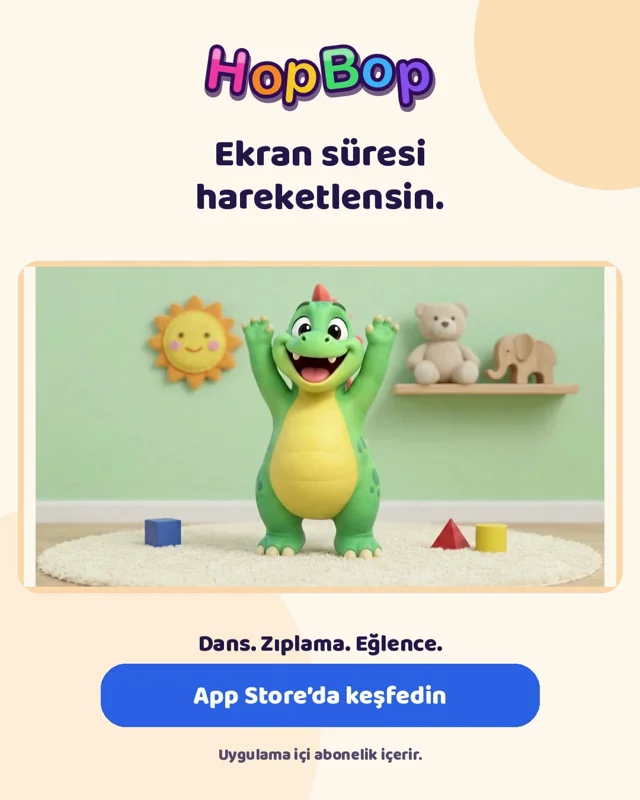 HopBop
Ekran süresi
hareketlensin.
Dans. Zıplama. Eğlence.
App Store'da keşfedin
Uygulama içi abonelik içerir.